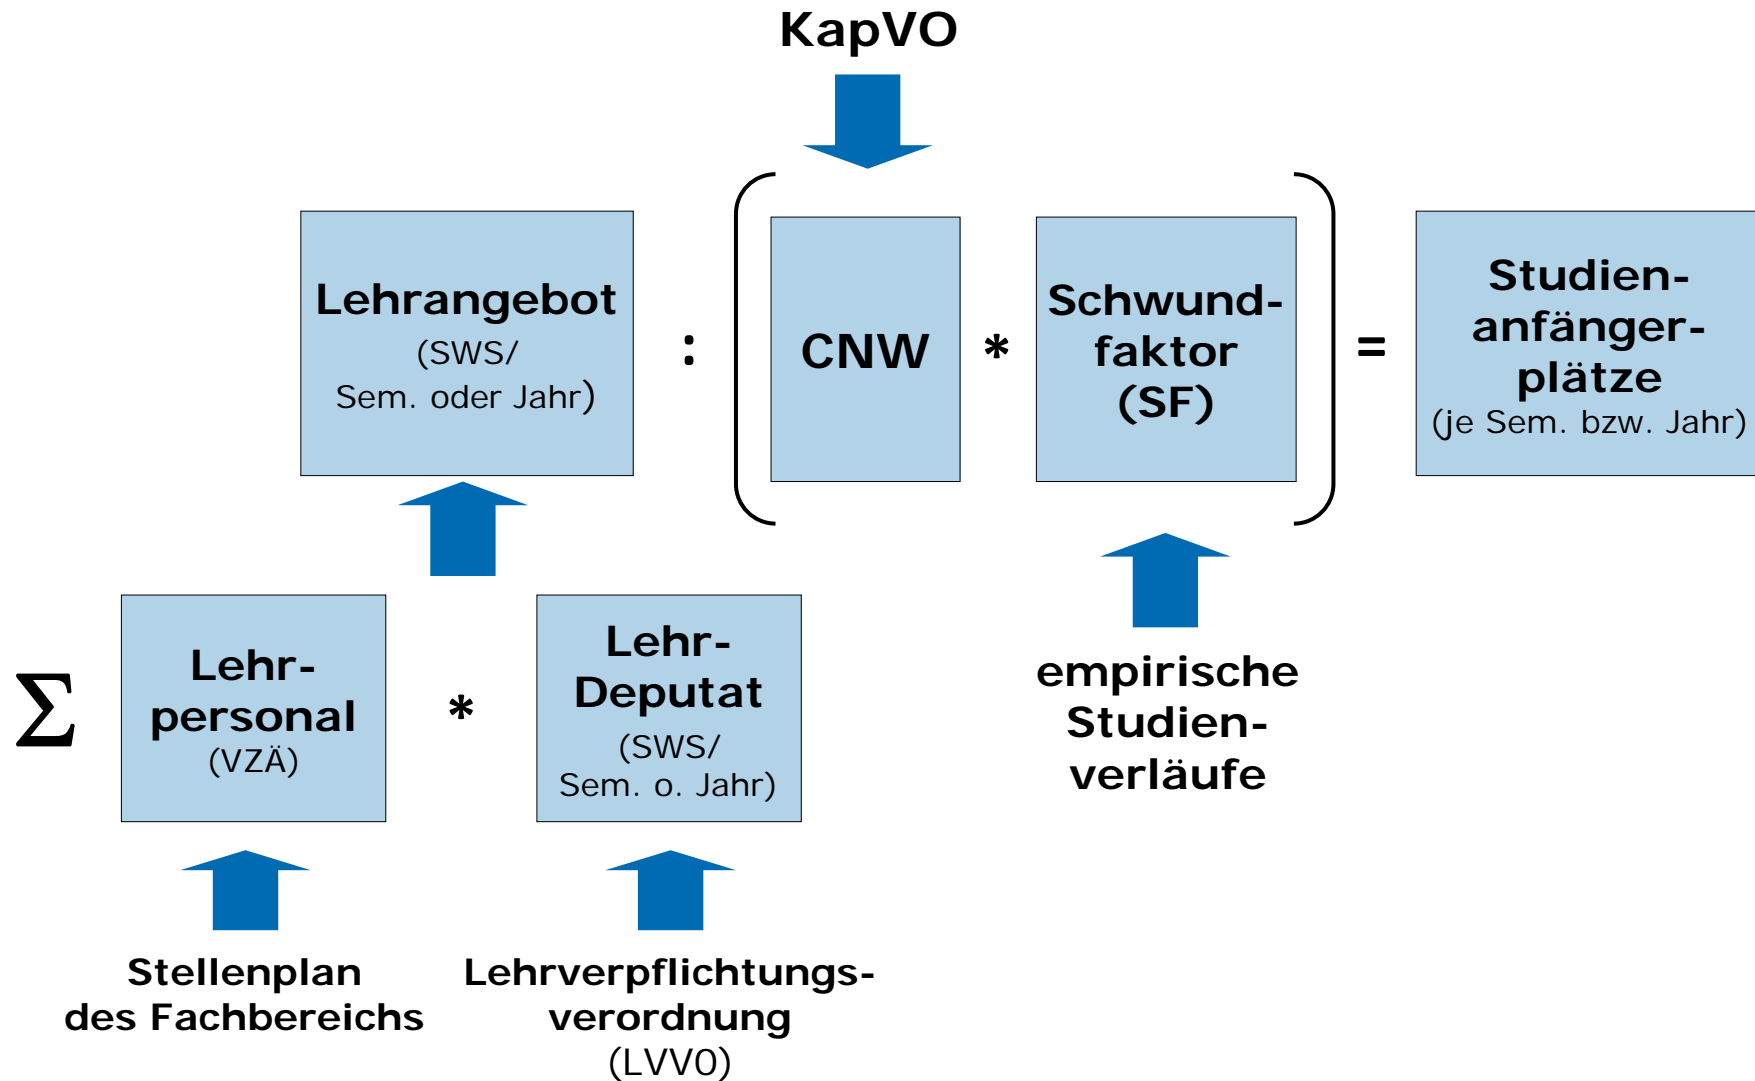 KapVO
Lehrangebot
(SWS/
Sem. oder Jahr)
:
CNW
*
Schwund-
faktor
(SF)
=
Studien-
anfänger-
plätze
(je Sem. bzw. Jahr)
Σ
Lehr-
personal
(VZÄ)
*
Lehr-
Deputat
(SWS/
Sem. o. Jahr)
empirische
Studien-
verläufe
Stellenplan
des Fachbereichs
Lehrverpflichtungs-
verordnung
(LVV0)